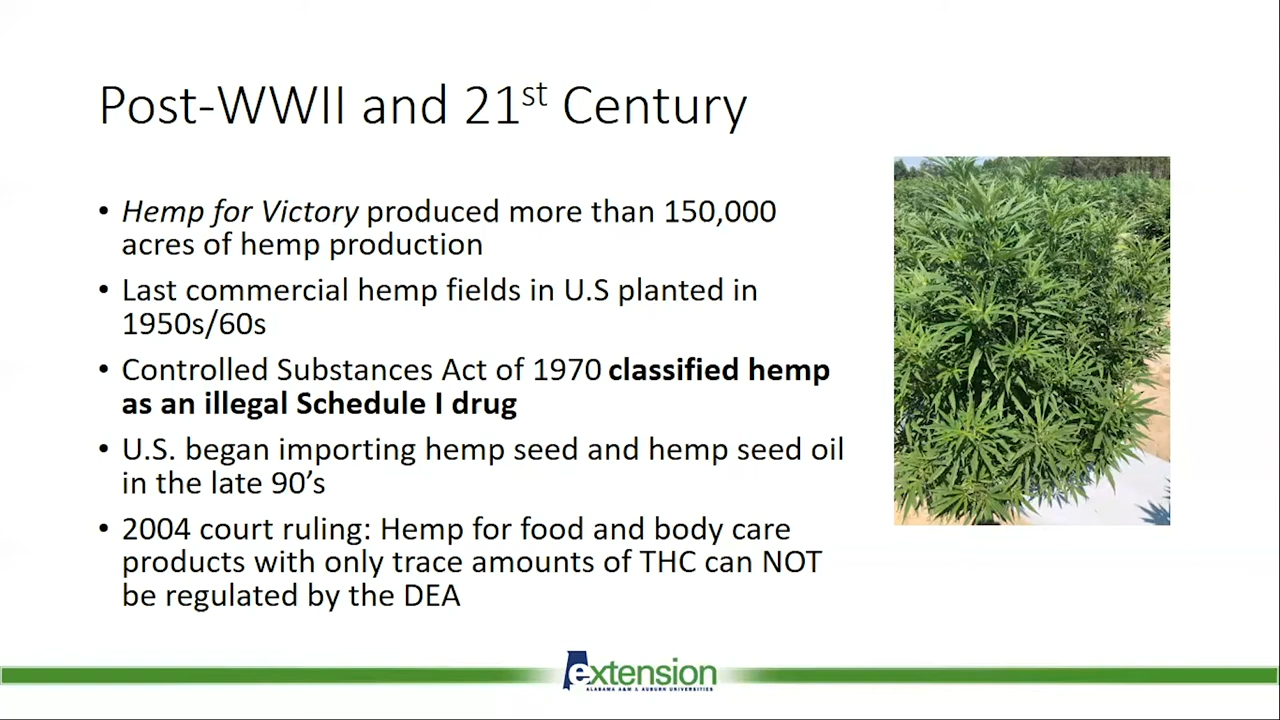 Post-WWII and 21st Century
• Hemp for Victory produced more than 150,000
acres of hemp production
• Last commercial hemp fields in U.S planted in
1950s/60s
• Controlled Substances Act of 1970 classified hemp
as an illegal Schedule I drug
• U.S. began importing hemp seed and hemp seed oil
in the late 90’s
• 2004 court ruling: Hemp for food and body care
products with only trace amounts of THC can NOT
be regulated by the DEA
extension
ALABAMA A&M & AUBURN UNIVERSITIES